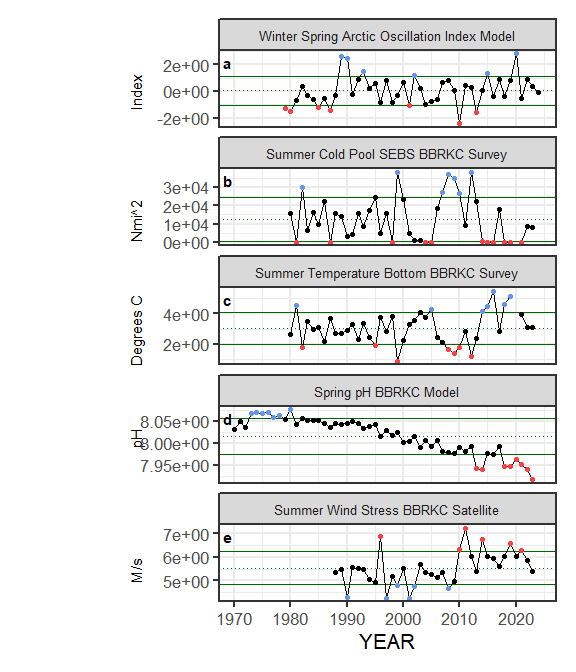 Winter Spring Arctic Oscillation Index Model
a
Index
2e+00
0e+00
-2e+00
Summer Cold Pool SEBS BBRKC Survey
b
Nmi^2
3e+04
2e+04
1e+04
0e+00
Summer Temperature Bottom BBRKC Survey
c
Degrees C
4e+00
2e+00
Spring pH BBRKC Model
d
pH
8.05e+00
8.00e+00
7.95e+00
Summer Wind Stress BBRKC Satellite
e
M/s
7e+00
6e+00
5e+00
1970 1980 1990 2000 2010 2020
YEAR